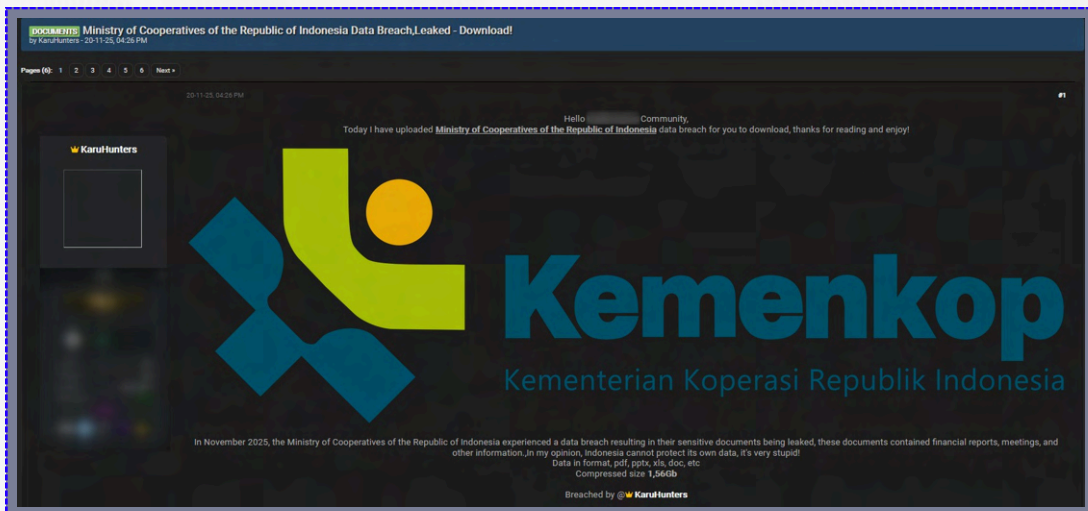 DOCUMENTS Ministry of Cooperatives of the Republic of Indonesia Data Breach,Leaked - Download!
by KaruHunters - 20-11-25, 04:26 PM
Pages (6): 1 2 3 4 5 6 Next »
20-11-25, 04:26 PM #1
Hello Community,
Today I have uploaded Ministry of Cooperatives of the Republic of Indonesia data breach for you to download, thanks for reading and enjoy!
KaruHunters
Kemenkop
Kementerian Koperasi Republik Indonesia
In November 2025, the Ministry of Cooperatives of the Republic of Indonesia experienced a data breach resulting in their sensitive documents being leaked, these documents contained financial reports, meetings, and
other information.,In my opinion, Indonesia cannot protect its own data, it's very stupid!
Data in format, pdf, pptx, xls, doc, etc
Compressed size 1,56Gb
Breached by @ KaruHunters